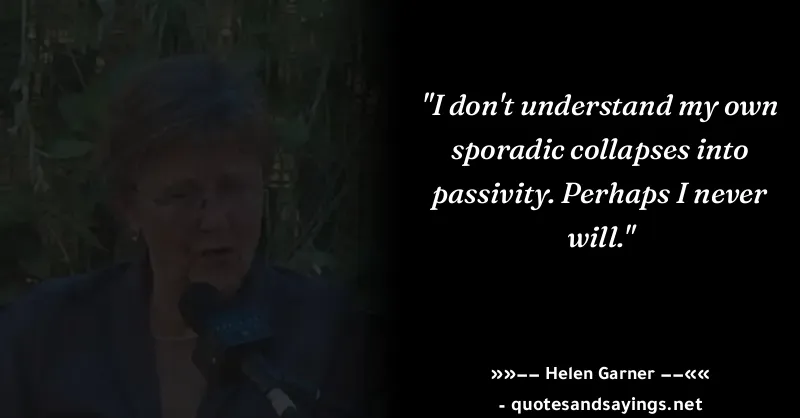 "I don't understand my own
sporadic collapses into
passivity. Perhaps I never
will."
»»–– Helen Garner ––««
- quotesandsayings.net